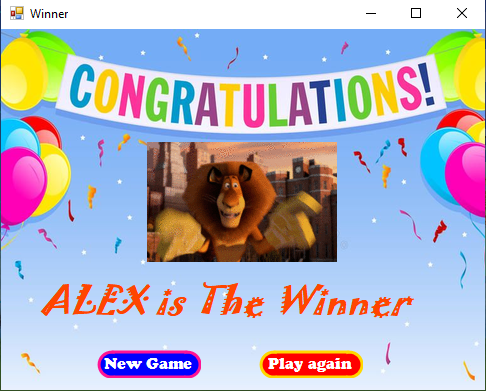 Winner
CONGRATULATIONS!
ALEX is The Winner
New Game
Play again